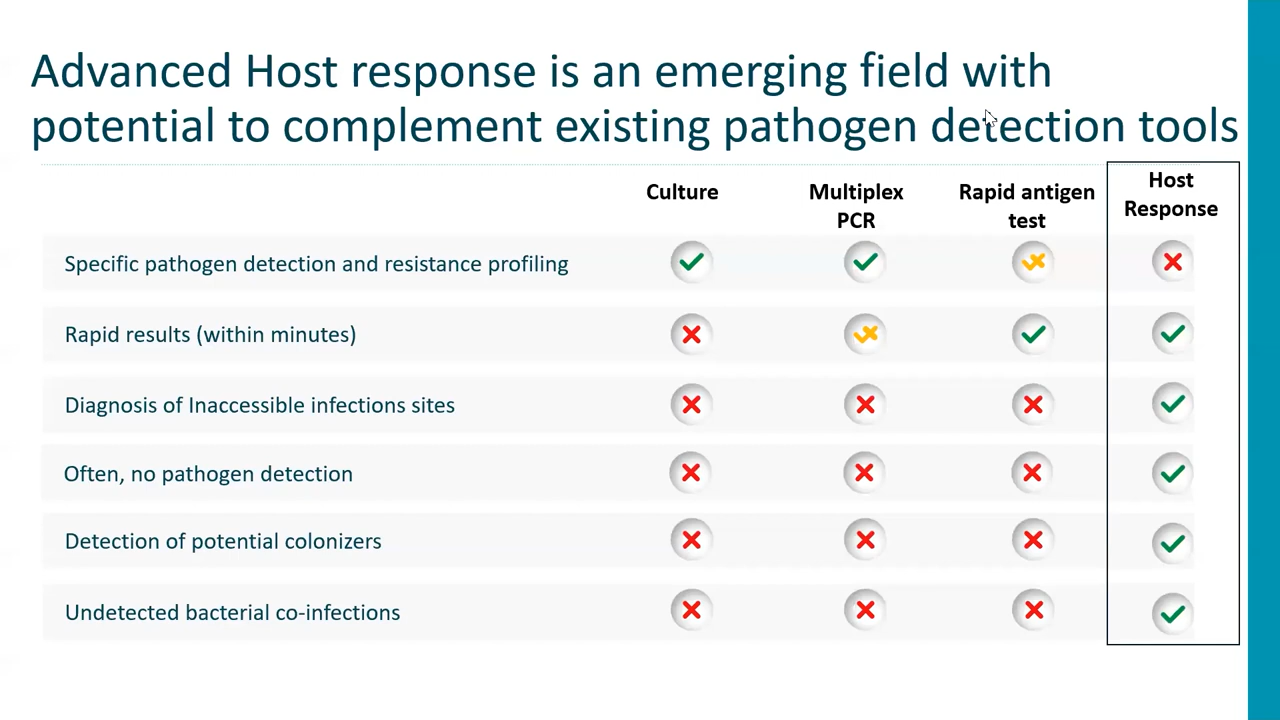 Advanced Host response is an emerging field with
potential to complement existing pathogen detection tools
Culture
Multiplex
PCR
Rapid antigen
test
Host
Response
Specific pathogen detection and resistance profiling
Rapid results (within minutes)
Diagnosis of Inaccessible infections sites
Often, no pathogen detection
Detection of potential colonizers
Undetected bacterial co-infections